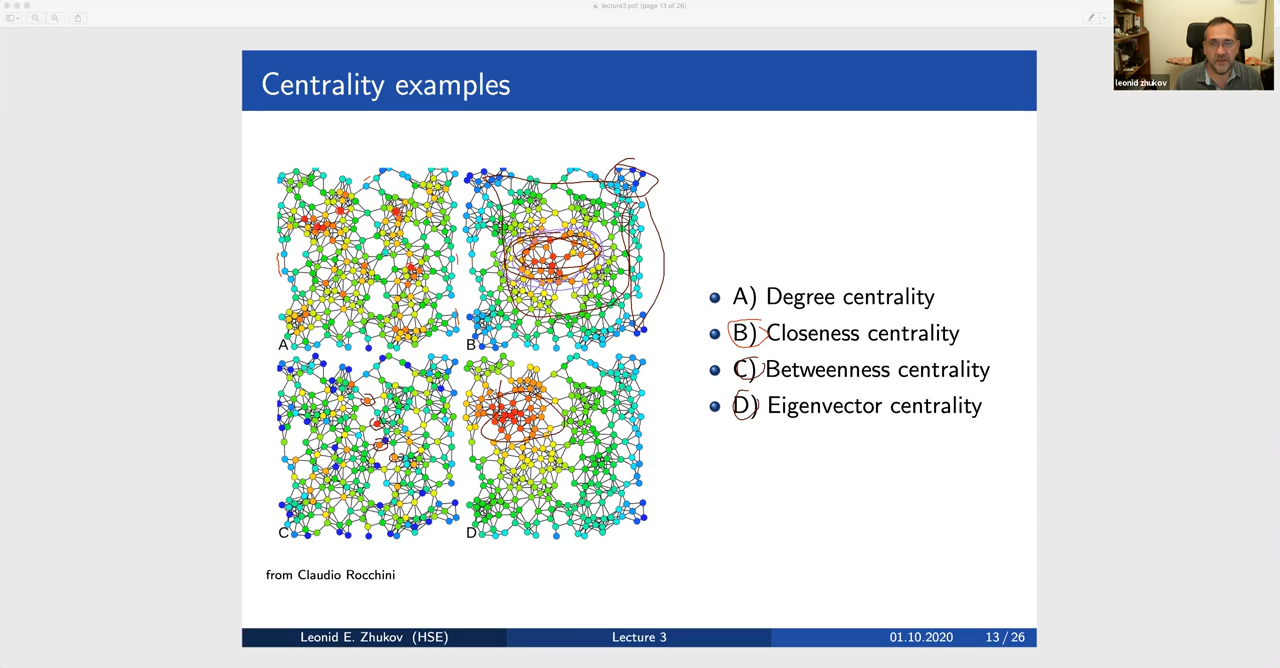 lecture3.pdf (page 13 of 26)
leonid zhukov
Centrality examples
A
B
C
D
A) Degree centrality
B) Closeness centrality
C) Betweenness centrality
D) Eigenvector centrality
from Claudio Rocchini
Leonid E. Zhukov (HSE)
Lecture 3
01.10.2020
13 / 26